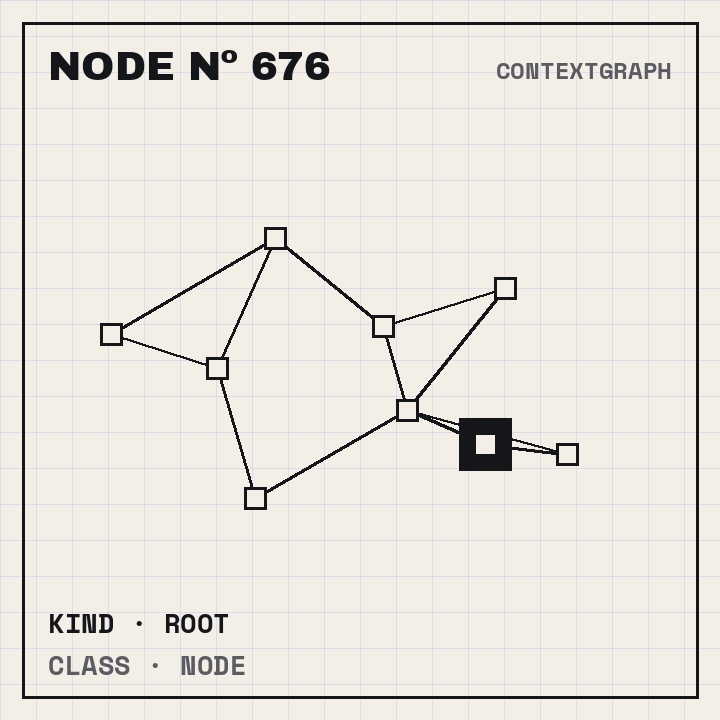 NODE Nº 676
CONTEXTGRAPH
KIND · ROOT
CLASS · NODE